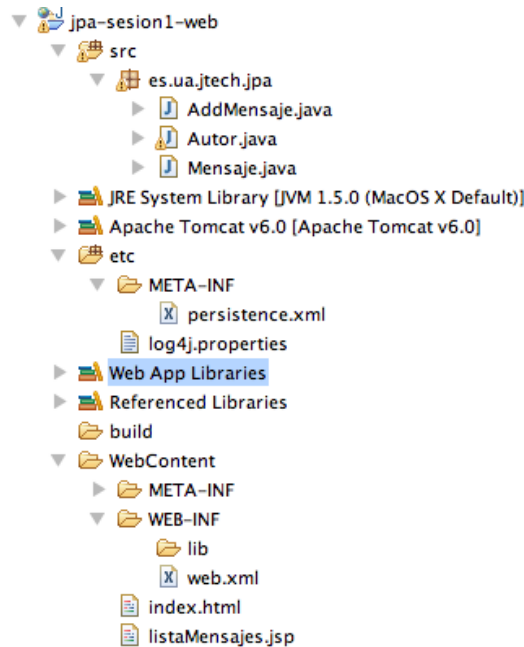 jpa-sesion1-web
src
es.ua.jtech.jpa
AddMensaje.java
Autor.java
Mensaje.java
JRE System Library [JVM 1.5.0 (MacOS X Default)]
Apache Tomcat v6.0 [Apache Tomcat v6.0]
etc
META-INF
persistence.xml
log4j.properties
Web App Libraries
Referenced Libraries
build
WebContent
META-INF
WEB-INF
lib
web.xml
index.html
listaMensajes.jsp